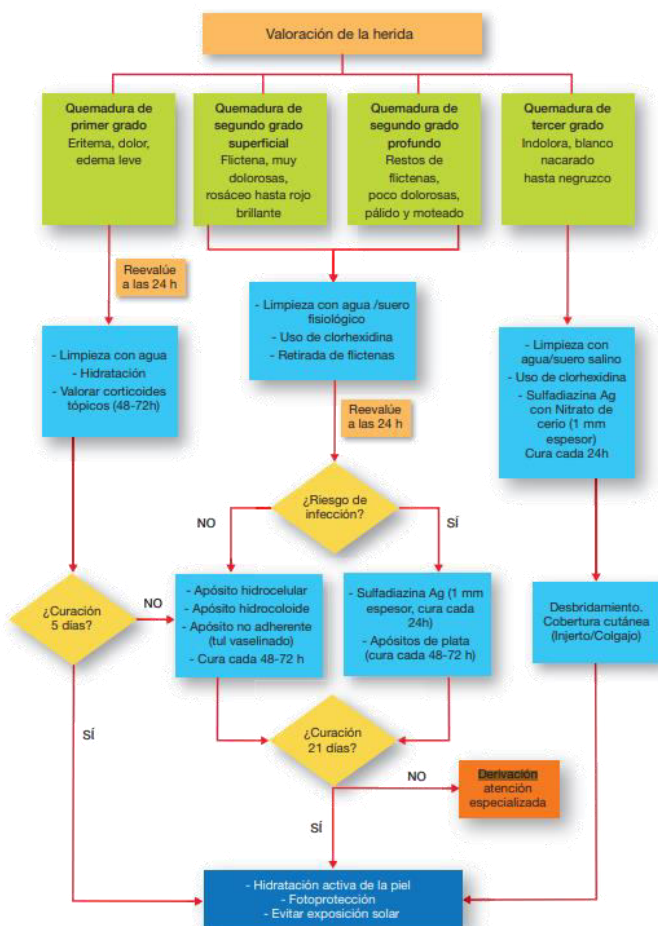 Valoración de la herida
Quemadura de
primer grado
Eritema, dolor,
edema leve
Quemadura de
segundo grado
superficial
Flictena, muy
dolorosas,
rosáceo hasta rojo
brillante
Quemadura de
segundo grado
profundo
Restos de
flictenas,
poco dolorosas,
pálido y moteado
Quemadura de
tercer grado
Indolora, blanco
nacarado
hasta negruzco
Reevalúe
a las 24 h
- Limpieza con agua /suero
fisiológico
- Uso de clorhexidina
- Retirada de flictenas
- Limpieza con agua
- Hidratación
- Valorar corticoides
tópicos (48-72h)
- Limpieza con
agua/suero salino
- Uso de clorhexidina
- Sulfadiazina Ag
con Nitrato de
cerio (1 mm
espesor)
Cura cada 24h
Reevalúe
a las 24 h
¿Riesgo de
infección?
NO
SÍ
¿Curación
5 días?
NO
- Apósito hidrocelular
- Apósito hidrocoloide
- Apósito no adherente
(tul vaselinado)
- Cura cada 48-72 h
- Sulfadiazina Ag (1 mm
espesor, cura cada
24h)
- Apósitos de plata
(cura cada 48-72 h)
Desbridamiento.
Cobertura cutánea
(Injerto/Colgajo)
SÍ
¿Curación
21 días?
NO
Derivación
atención
especializada
SÍ
- Hidratación activa de la piel
- Fotoprotección
- Evitar exposición solar